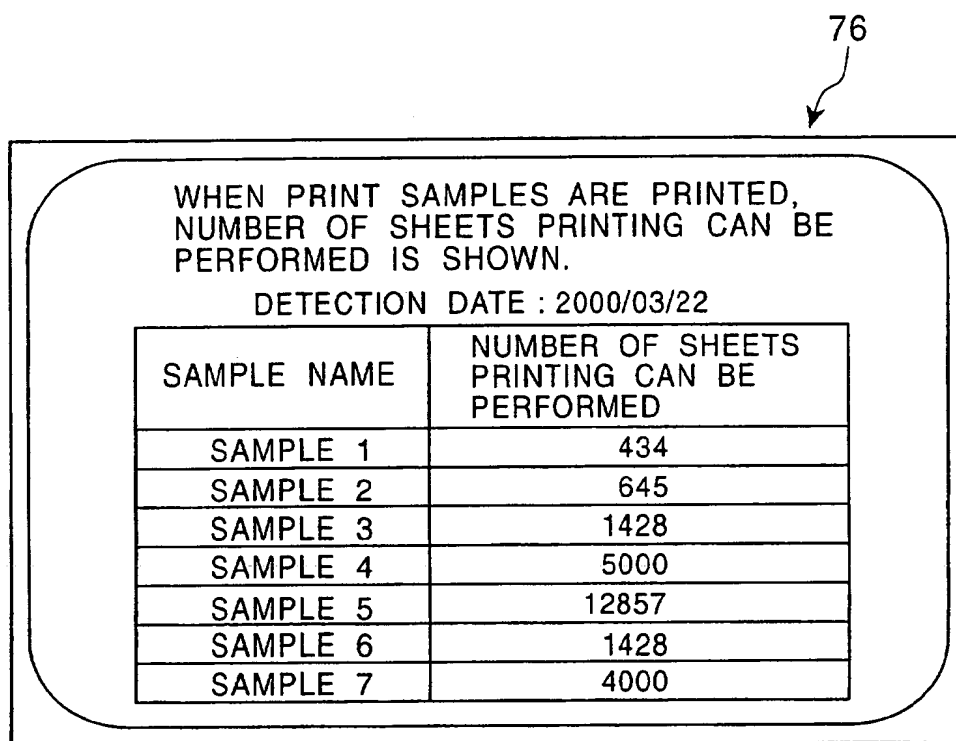 76
WHEN PRINT SAMPLES ARE PRINTED,
NUMBER OF SHEETS PRINTING CAN BE
PERFORMED IS SHOWN.
DETECTION DATE : 2000/03/22
SAMPLE NAME
NUMBER OF SHEETS
PRINTING CAN BE
PERFORMED
SAMPLE 1 434
SAMPLE 2 645
SAMPLE 3 1428
SAMPLE 4 5000
SAMPLE 5 12857
SAMPLE 6 1428
SAMPLE 7 4000